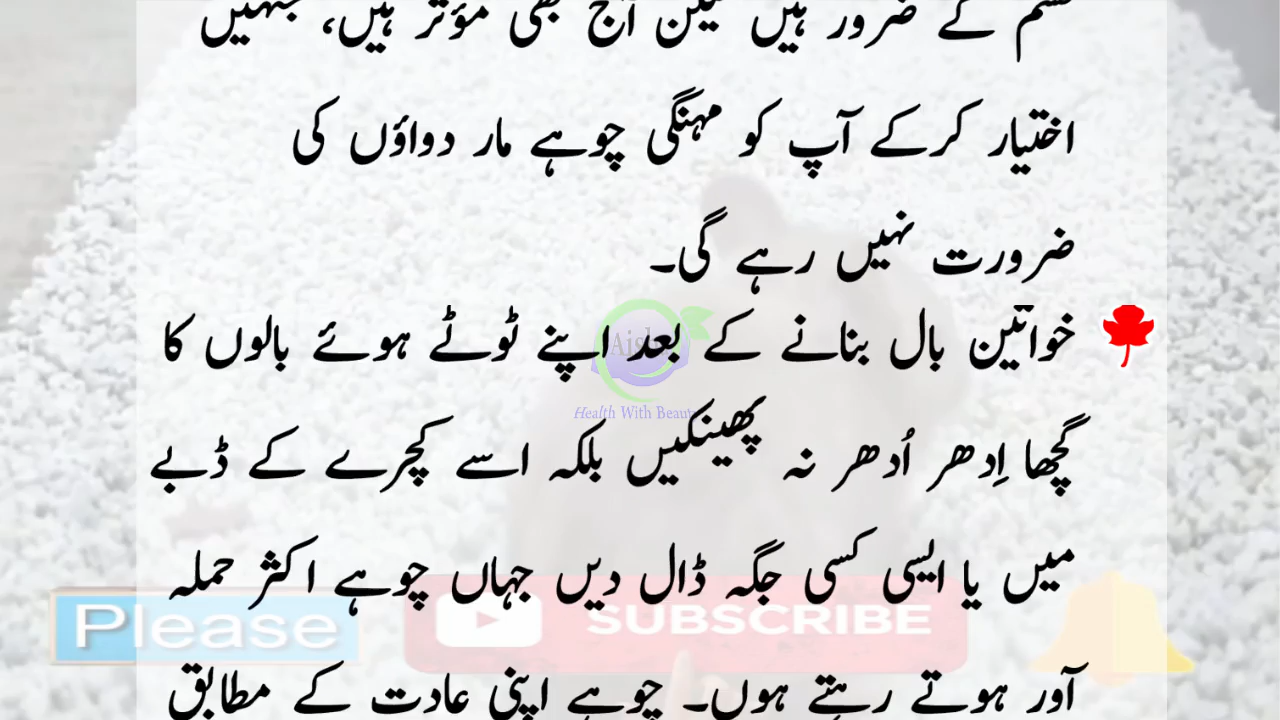 قسم کے ضرور ہیں لیکن آج بھی مؤثر ہیں، جنہیں
اختیار کرکے آپ کو مہنگی چوہے مار دواؤں کی
ضرورت نہیں رہے گی۔
خواتین بال بنانے کے بعد اپنے ٹوٹے ہوئے بالوں کا
Health With Beauty
گچھا اِدھر اُدھر نہ پھینکیں بلکہ اسے کچرے کے ڈبے
میں یا ایسی کسی جگہ ڈال دیں جہاں چوہے اکثر حملہ
Please SUBSCRIBE
آور ہوتے رہتے ہوں۔ چوہے اپنی عادت کے مطابق